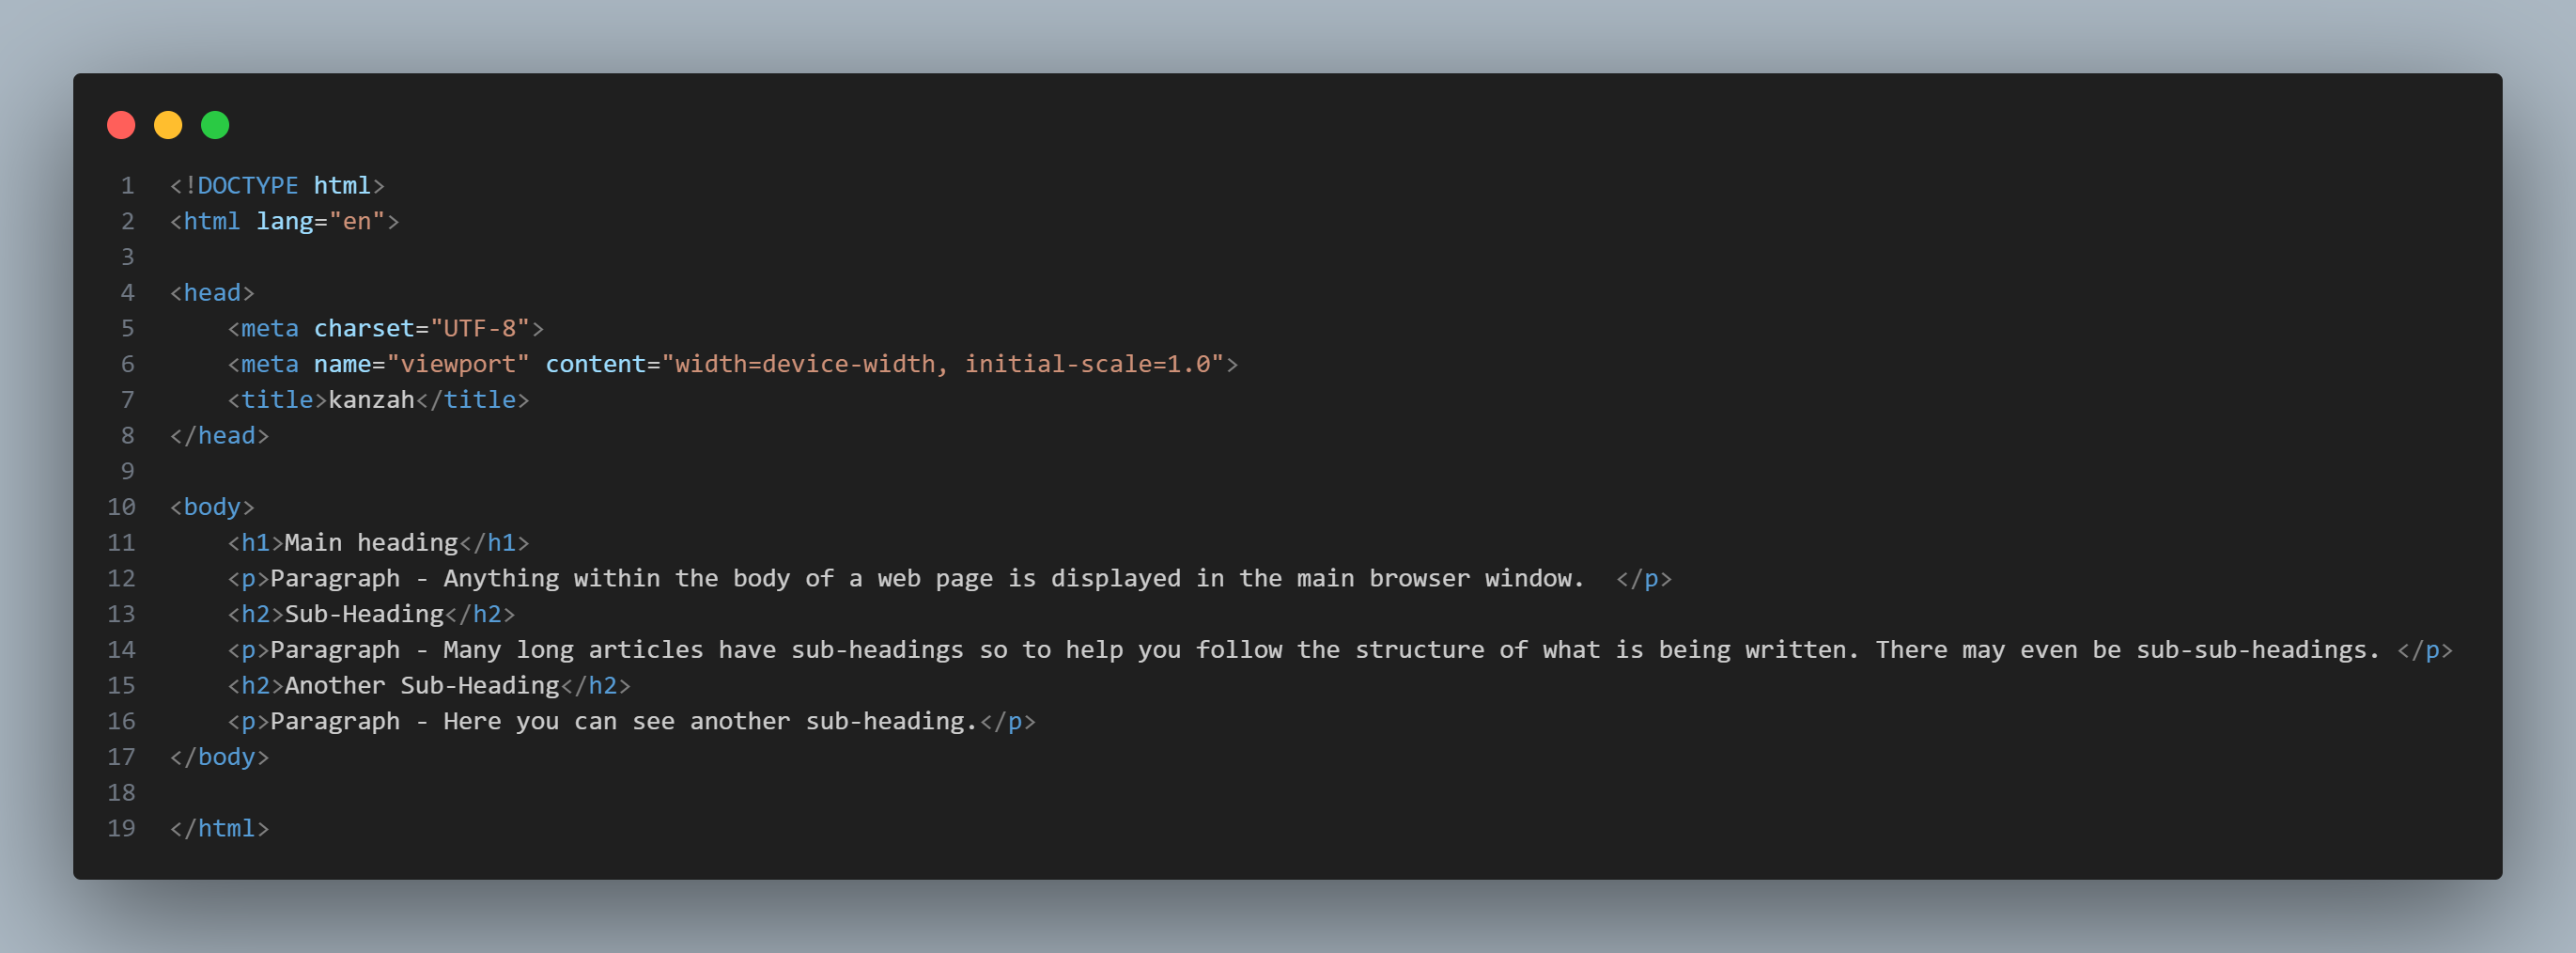 1 <!DOCTYPE html>
2 <html lang="en">
3
4 <head>
5     <meta charset="UTF-8">
6     <meta name="viewport" content="width=device-width, initial-scale=1.0">
7     <title>kanzah</title>
8 </head>
9
10 <body>
11     <h1>Main heading</h1>
12     <p>Paragraph - Anything within the body of a web page is displayed in the main browser window.  </p>
13     <h2>Sub-Heading</h2>
14     <p>Paragraph - Many long articles have sub-headings so to help you follow the structure of what is being written. There may even be sub-sub-headings. </p>
15     <h2>Another Sub-Heading</h2>
16     <p>Paragraph - Here you can see another sub-heading.</p>
17 </body>
18
19 </html>